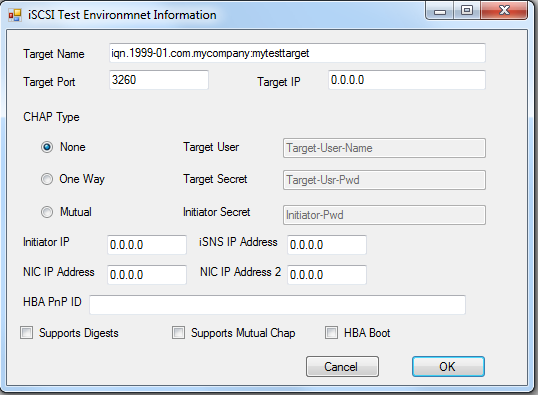 iSCSI Test Environmnet Information
Target Name iqn.1999-01.com.mycompany:mytesttarget
Target Port 3260 Target IP 0.0.0.0
CHAP Type
None Target User Target-User-Name
One Way Target Secret Target-Usr-Pwd
Mutual Initiator Secret Initiator-Pwd
Initiator IP 0.0.0.0 iSNS IP Address 0.0.0.0
NIC IP Address 0.0.0.0 NIC IP Address 2 0.0.0.0
HBA PnP ID
Supports Digests Supports Mutual Chap HBA Boot
Cancel OK